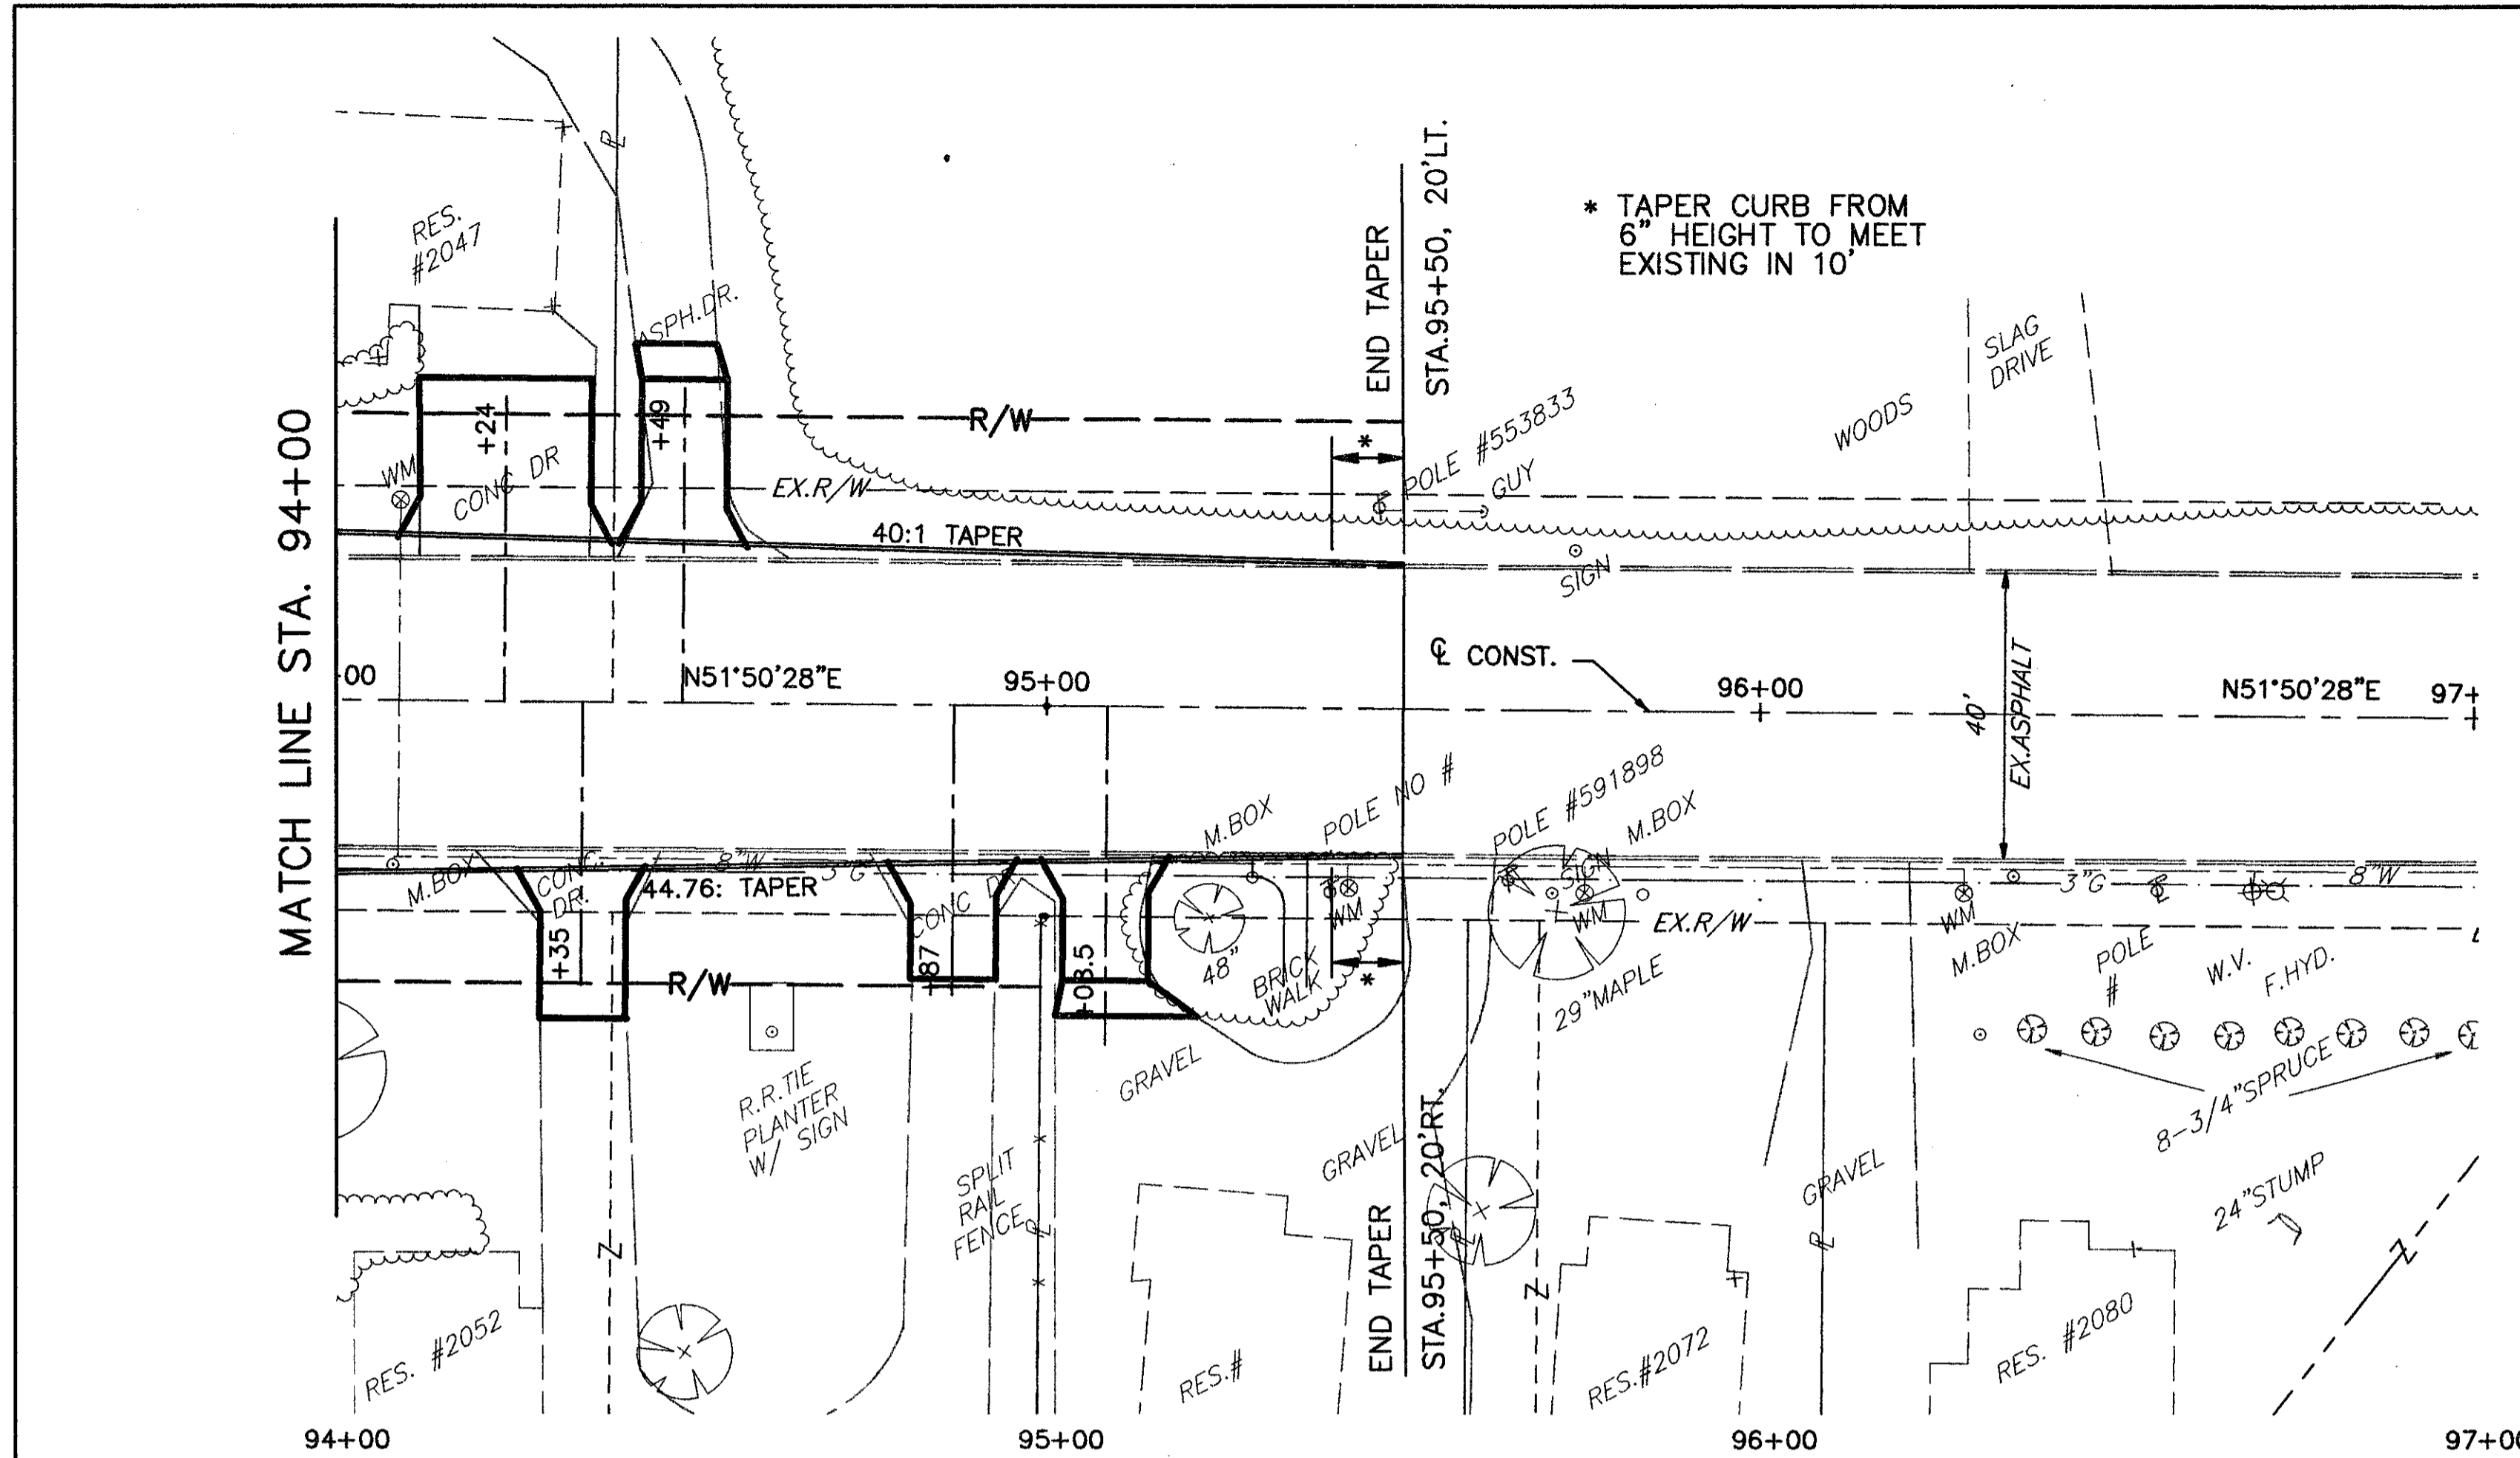 MATCH LINE STA. 94+00
RES.
#2047
ASPH.DR.
WM
+24
CONC DR
+49
R/W
EX.R/W
40:1 TAPER
END TAPER
STA.95+50, 20'LT.
* TAPER CURB FROM
6" HEIGHT TO MEET
EXISTING IN 10'
*
POLE #553833
GUY
SIGN
WOODS
SLAG
DRIVE
00
N51°50'28"E
95+00
℄ CONST.
96+00
40'
EX.ASPHALT
N51°50'28"E
97+
M.BOX
CONC.
DR.
8"W
3"G
44.76: TAPER
+35
R/W
CONC DR
+87
+08.5
M.BOX
48"
BRICK
WALK
POLE NO #
WM
*
POLE #591898
M.BOX
SIGN
WM
EX.R/W
29"MAPLE
WM
M.BOX
3"G
POLE
#
W.V.
F.HYD.
8"W
8-3/4"SPRUCE
24"STUMP
R.R.TIE
PLANTER
W/ SIGN
SPLIT
RAIL
FENCE
GRAVEL
GRAVEL
GRAVEL
END TAPER
STA.95+50, 20'RT.
Z
Z
Z
RES. #2052
RES.#
RES.#2072
RES. #2080
94+00
95+00
96+00
97+00